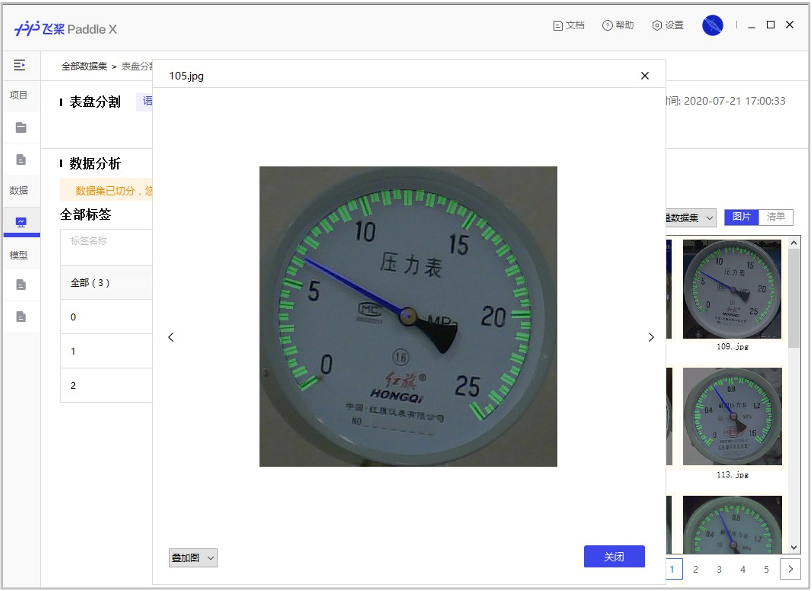 飞桨 Paddle X
文档 帮助 设置
全部数据集 > 表盘分割
105.jpg
项目
表盘分割 语
时间: 2020-07-21 17:00:33
数据分析
数据
数据集已切分，您
全部标签
数据集
图片 清单
标签名称
模型
全部（3）
0
1
2
0
5
10
15
20
25
压力表
MC
MPa
1.6
红旗®
HONGQi
中国·红旗仪表有限公司
NO
109.jpg
113.jpg
叠加图
关闭
1 2 3 4 5